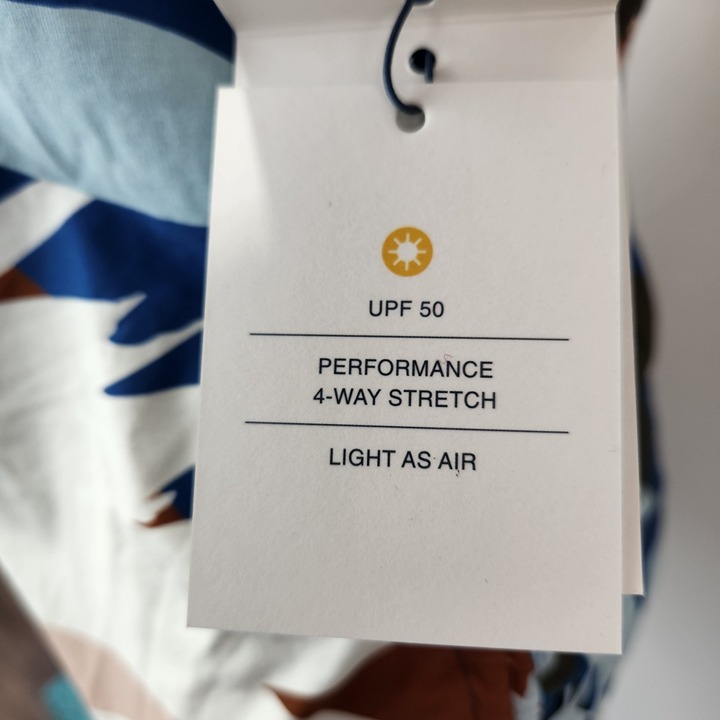 UPF 50
PERFORMANCE
4-WAY STRETCH
LIGHT AS AIR